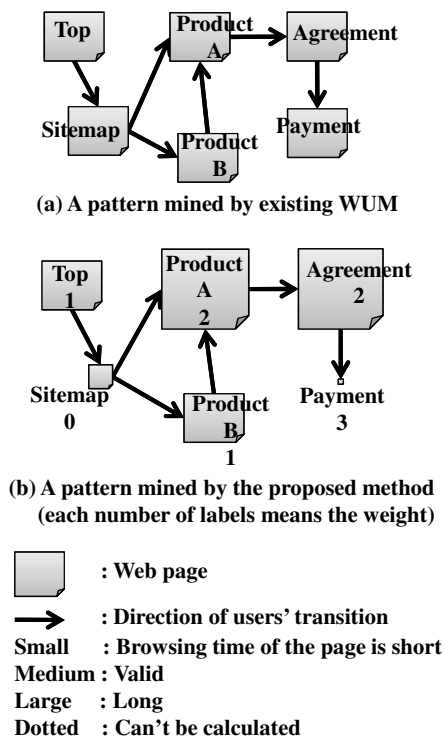 Top
Product
A
Agreement
Sitemap
Product
B
Payment
(a) A pattern mined by existing WUM
Top
1
Product
A
2
Agreement
2
Sitemap
0
Product
B
1
Payment
3
(b) A pattern mined by the proposed method
(each number of labels means the weight)
: Web page
: Direction of users' transition
Small : Browsing time of the page is short
Medium : Valid
Large : Long
Dotted : Can't be calculated